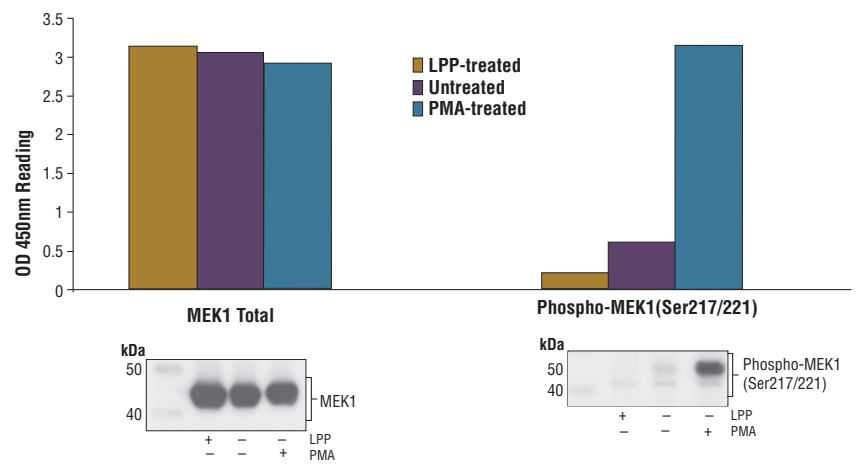 3.5
3
2.5
2
1.5
1
0.5
0
OD 450nm Reading
LPP-treated
Untreated
PMA-treated
MEK1 Total
Phospho-MEK1(Ser217/221)
kDa
50
40
MEK1
+ – – LPP
– – + PMA
kDa
50
40
Phospho-MEK1
(Ser217/221)
+ – – LPP
– – + PMA